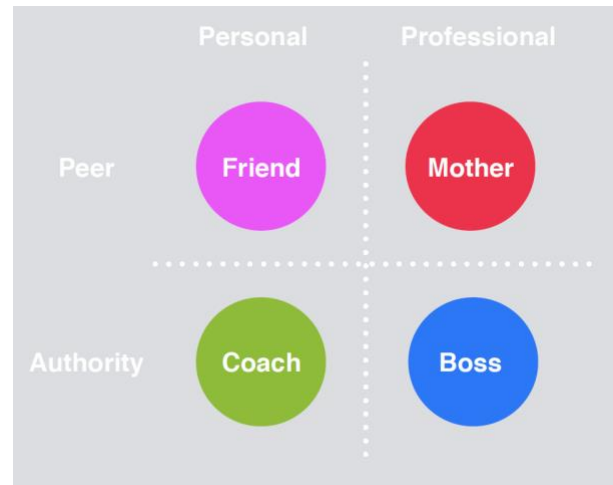 Personal Professional
Peer Friend Mother
Authority Coach Boss